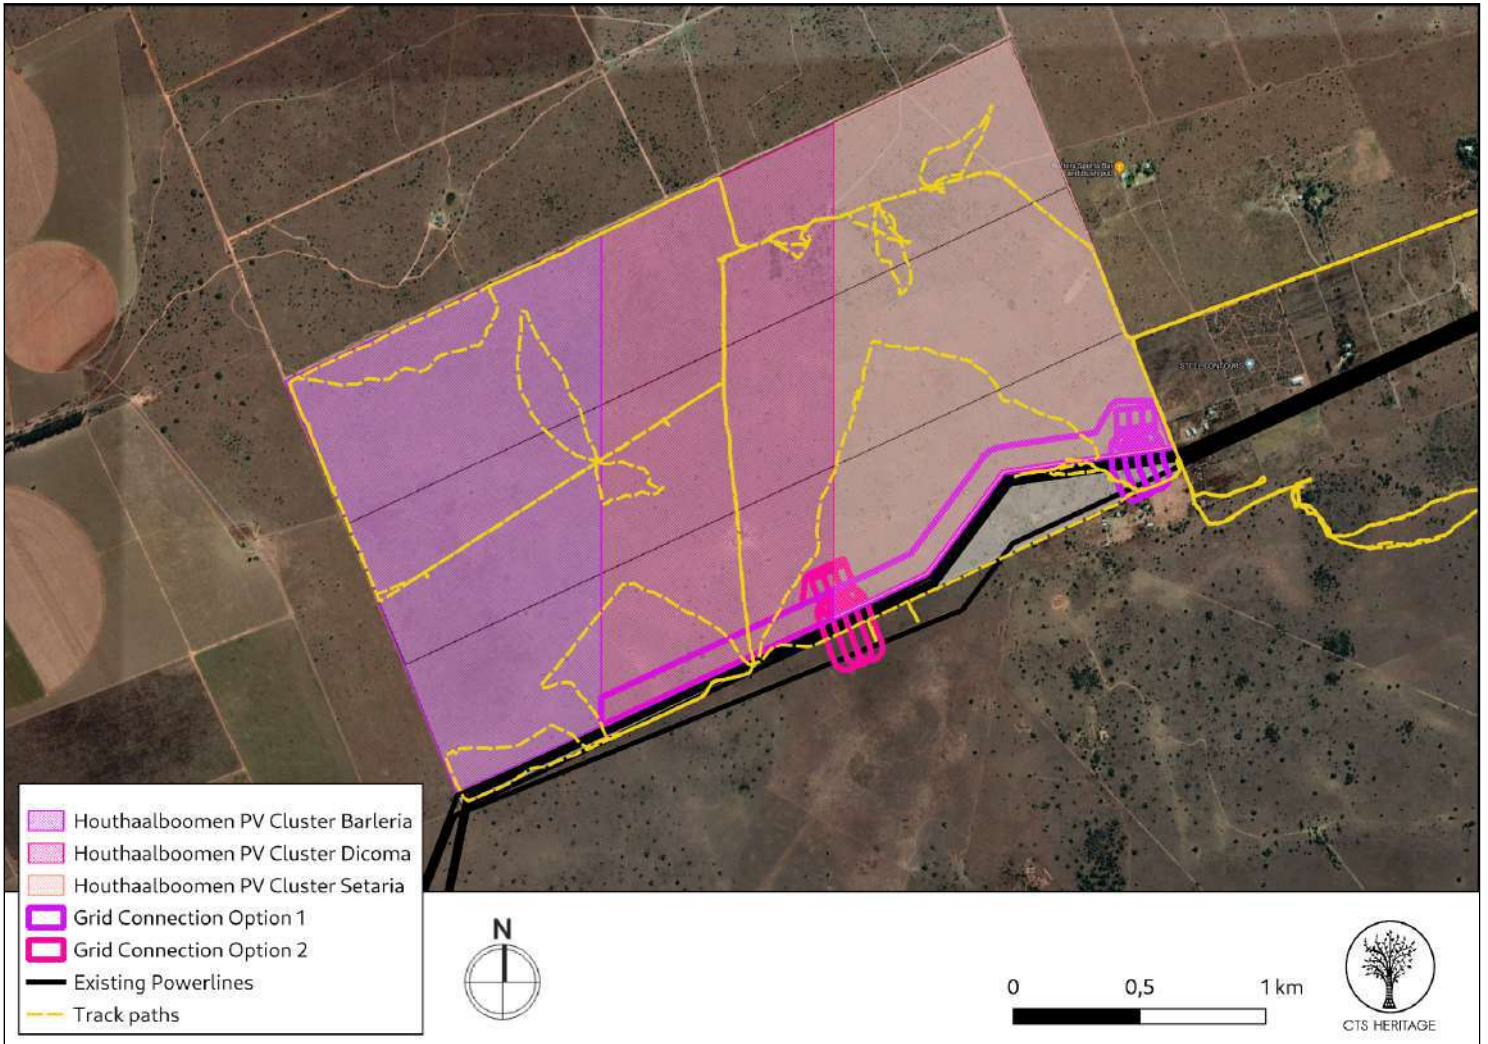 Houthaalboomen PV Cluster Barleria
Houthaalboomen PV Cluster Dicoma
Houthaalboomen PV Cluster Setaria
Grid Connection Option 1
Grid Connection Option 2
Existing Powerlines
Track paths
N
0 0,5 1 km
CTS HERITAGE